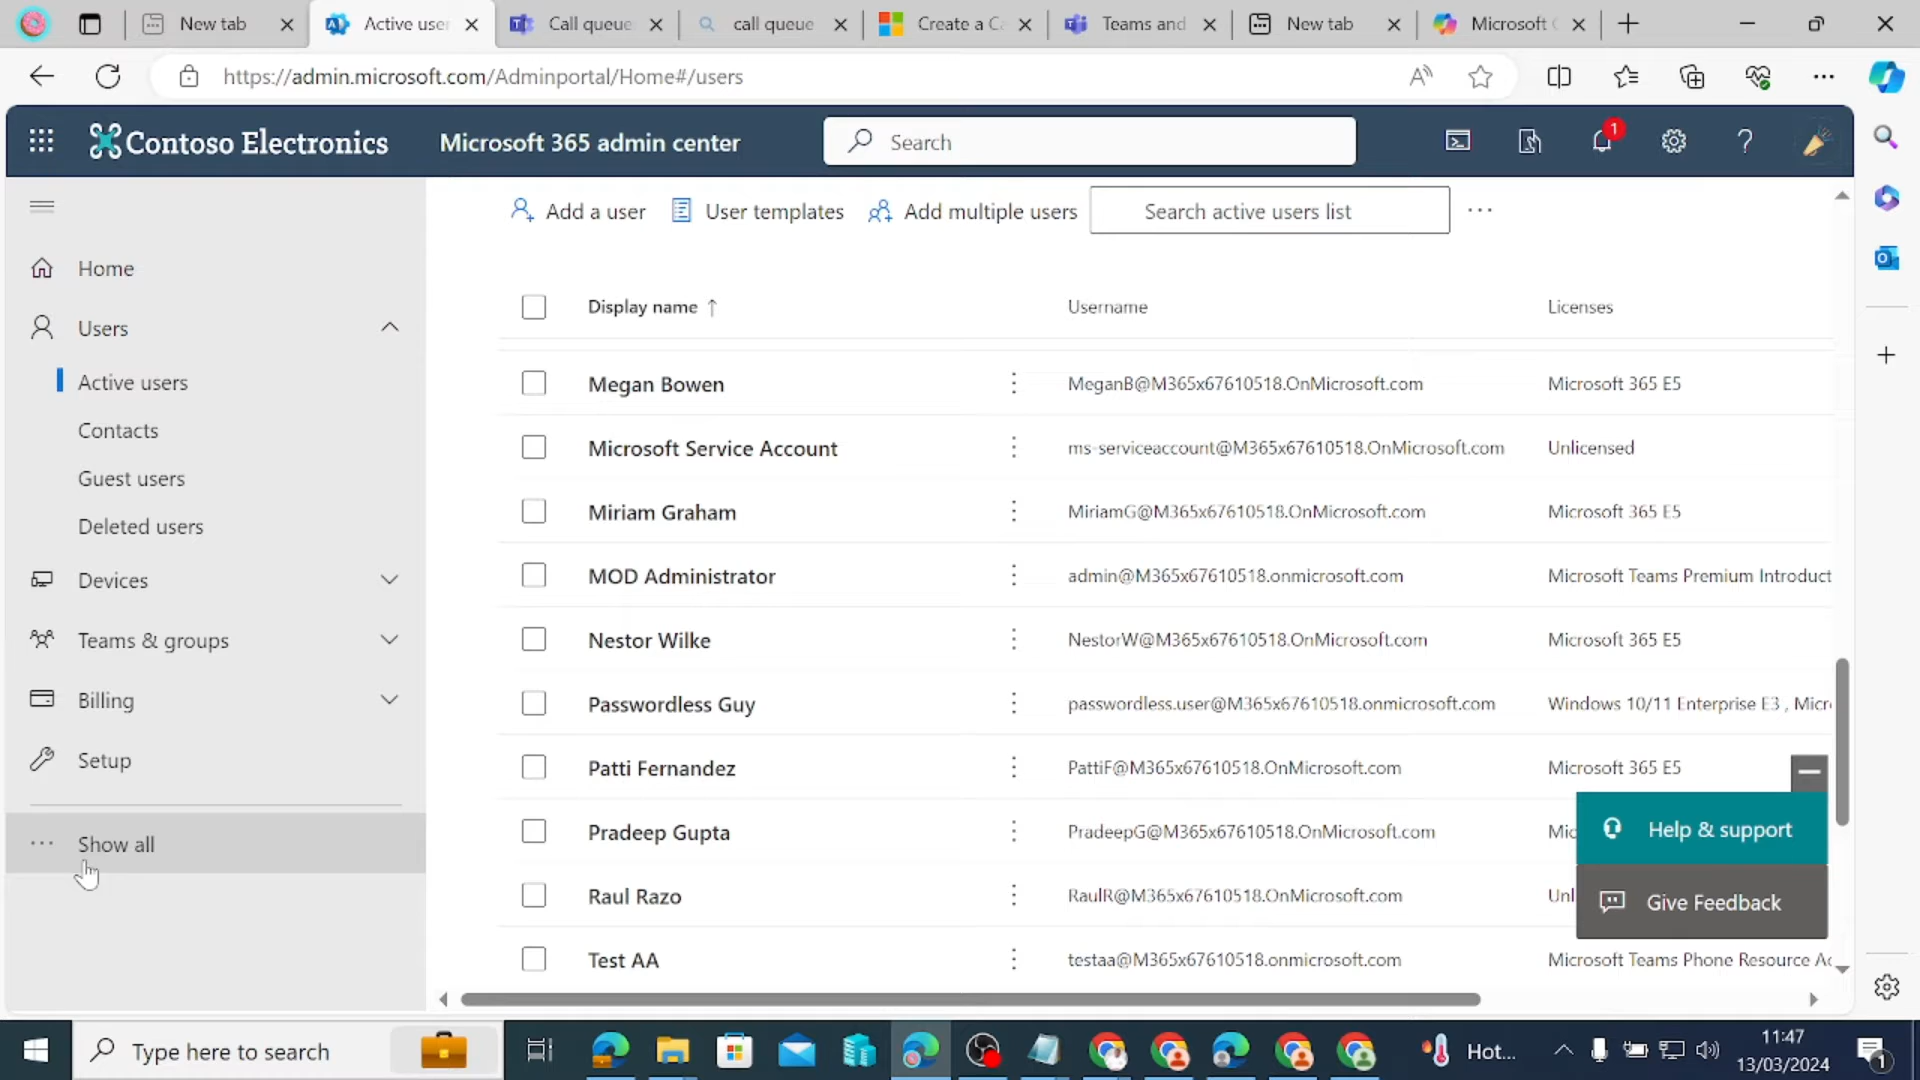 New tab
Active user
Call queue
call queue
Create a Ca
Teams and
New tab
Microsoft C
https://admin.microsoft.com/Adminportal/Home#/users
Contoso Electronics
Microsoft 365 admin center
Search
1
Home
Users
Active users
Contacts
Guest users
Deleted users
Devices
Teams & groups
Billing
Setup
Show all
Add a user
User templates
Add multiple users
Search active users list
Display name ↑ Username Licenses
Megan Bowen MeganB@M365x67610518.OnMicrosoft.com Microsoft 365 E5
Microsoft Service Account ms-serviceaccount@M365x67610518.OnMicrosoft.com Unlicensed
Miriam Graham MiriamG@M365x67610518.OnMicrosoft.com Microsoft 365 E5
MOD Administrator admin@M365x67610518.onmicrosoft.com Microsoft Teams Premium Introduct
Nestor Wilke NestorW@M365x67610518.OnMicrosoft.com Microsoft 365 E5
Passwordless Guy passwordless.user@M365x67610518.onmicrosoft.com Windows 10/11 Enterprise E3 , Micr
Patti Fernandez PattiF@M365x67610518.OnMicrosoft.com Microsoft 365 E5
Pradeep Gupta PradeepG@M365x67610518.OnMicrosoft.com Mic
Raul Razo RaulR@M365x67610518.OnMicrosoft.com Unl
Test AA testaa@M365x67610518.onmicrosoft.com Microsoft Teams Phone Resource Ac
Help & support
Give Feedback
Type here to search
Hot...
11:47
13/03/2024
1